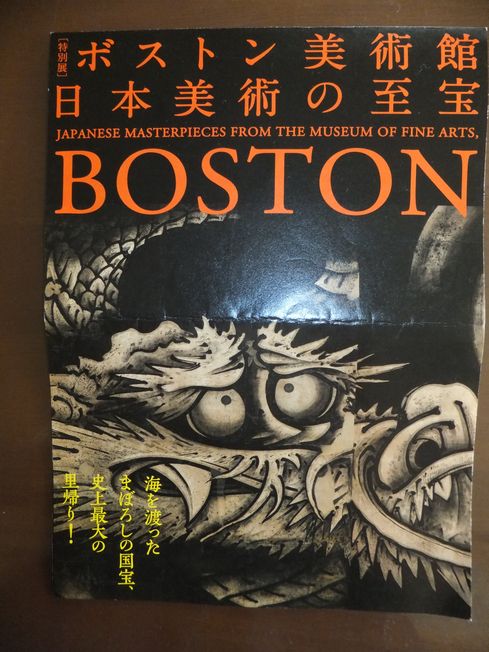 [特別展]
ボストン美術館
日本美術の至宝
JAPANESE MASTERPIECES FROM THE MUSEUM OF FINE ARTS,
BOSTON
海を渡った
まぼろしの国宝、
史上最大の
里帰り!